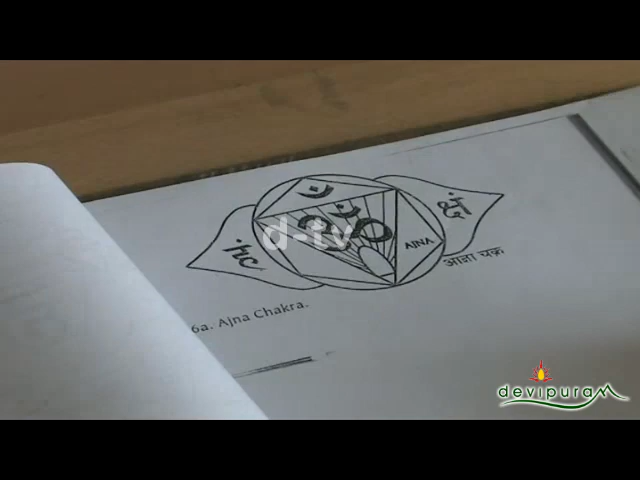 हं
क्षं
ॐ
AJNA
आज्ञा चक्र
6a. Ajna Chakra.
d-tv
devipuram